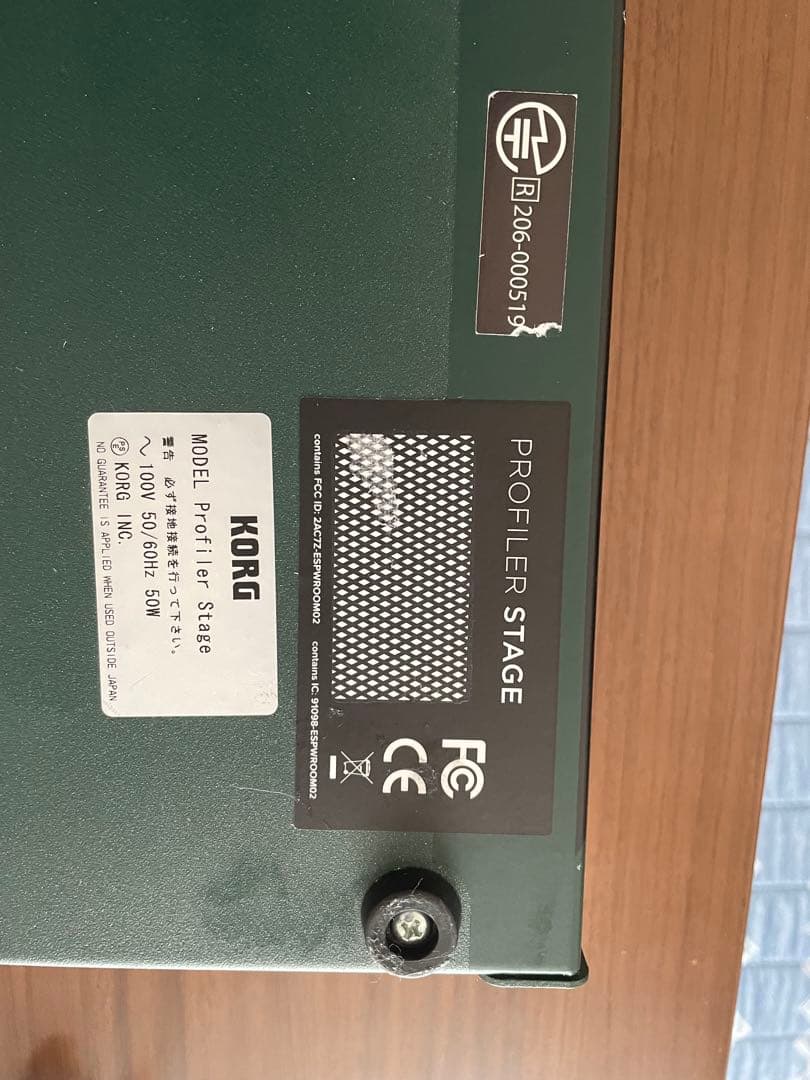 R 206-000519
PROFILER STAGE
contains FCC ID: 2AC7Z-ESPWROOM02 contains IC: 9109B-ESPWROOM02
FC
CE
KORG
MODEL Profiler Stage
警告 必ず接地接続を行って下さい。
〜 100V 50/60Hz 50W
PSE KORG INC.
NO GUARANTEE IS APPLIED WHEN USED OUTSIDE JAPAN